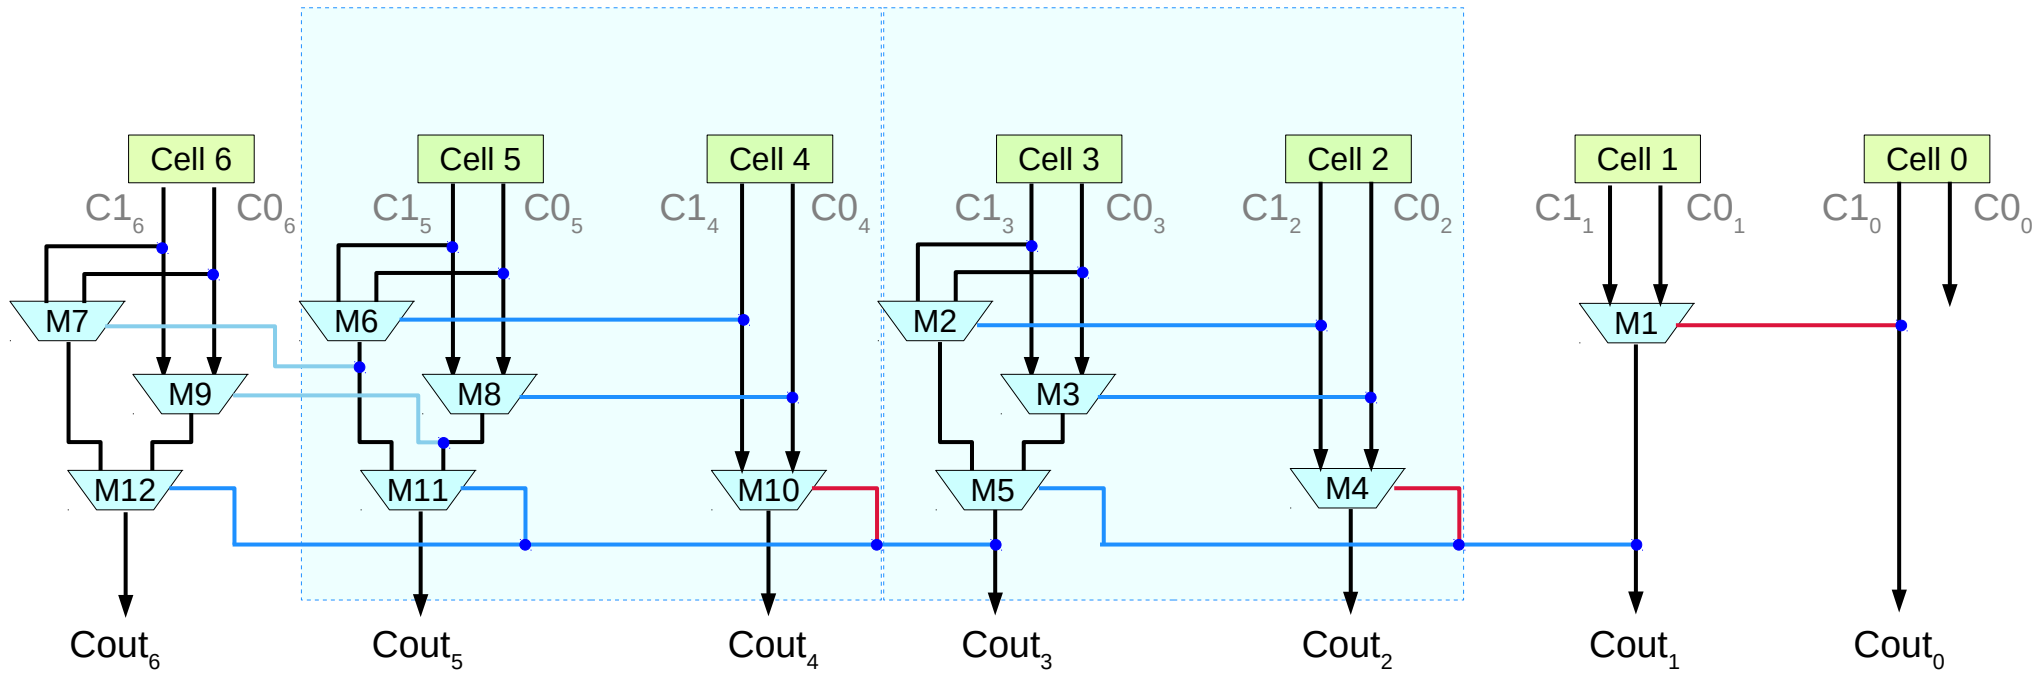 Cell 6 Cell 5 Cell 4 Cell 3 Cell 2 Cell 1 Cell 0
C1₆ C0₆ C1₅ C0₅ C1₄ C0₄ C1₃ C0₃ C1₂ C0₂ C1₁ C0₁ C1₀ C0₀
M7 M6 M2 M1
M9 M8 M3
M12 M11 M10 M5 M4
Cout₆ Cout₅ Cout₄ Cout₃ Cout₂ Cout₁ Cout₀